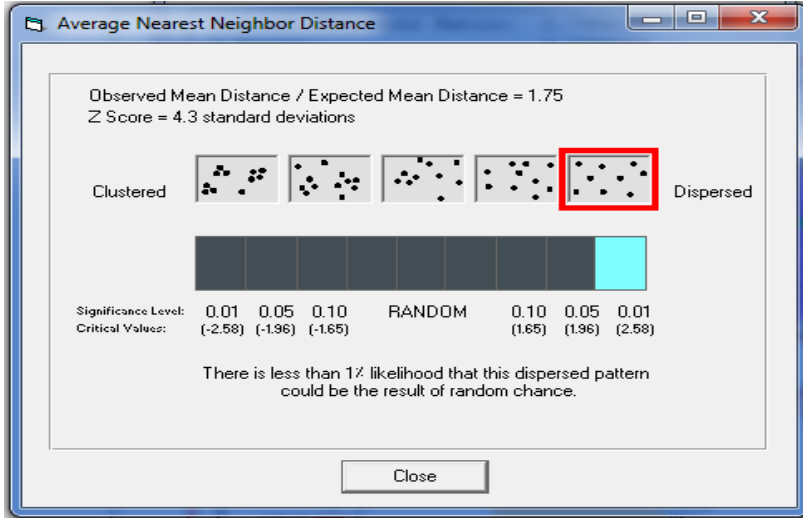 Average Nearest Neighbor Distance
Observed Mean Distance / Expected Mean Distance = 1.75
Z Score = 4.3 standard deviations
Clustered Dispersed
Significance Level: 0.01 0.05 0.10 RANDOM 0.10 0.05 0.01
Critical Values: (-2.58) (-1.96) (-1.65) (1.65) (1.96) (2.58)
There is less than 1% likelihood that this dispersed pattern
could be the result of random chance.
Close